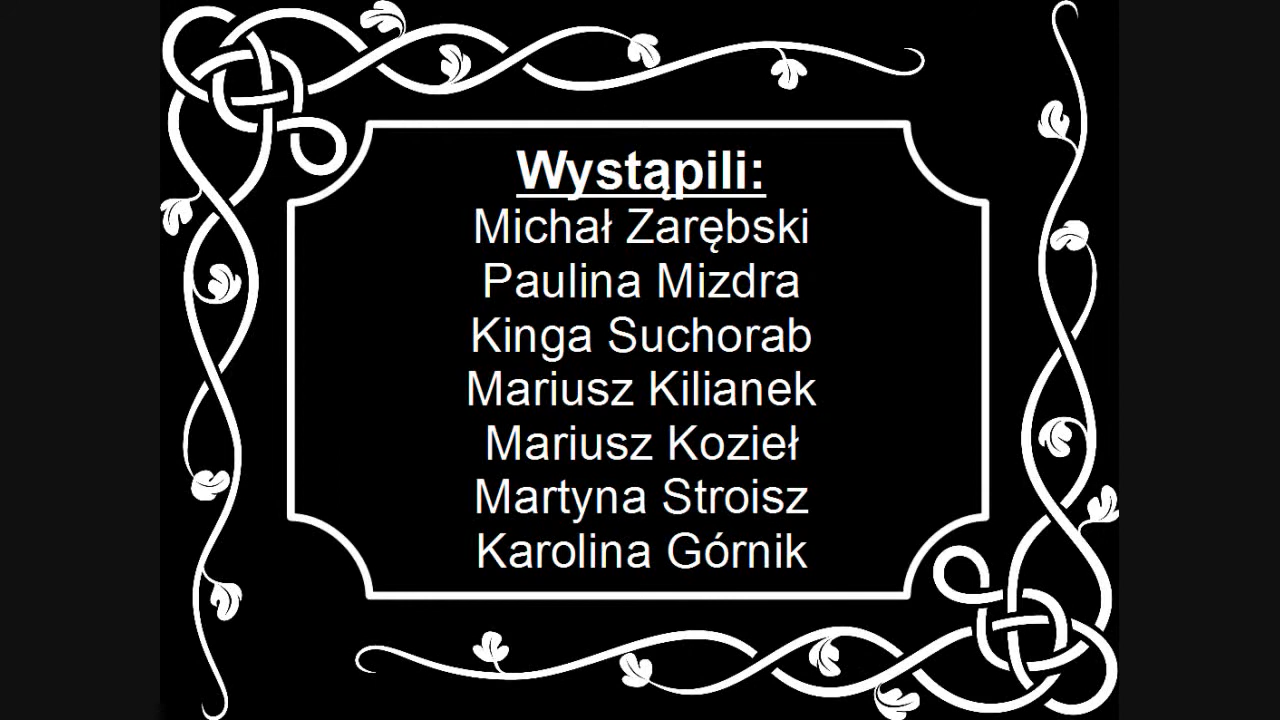 Wystąpili:
Michał Zarębski
Paulina Mizdra
Kinga Suchorab
Mariusz Kilianek
Mariusz Kozieł
Martyna Stroisz
Karolina Górnik